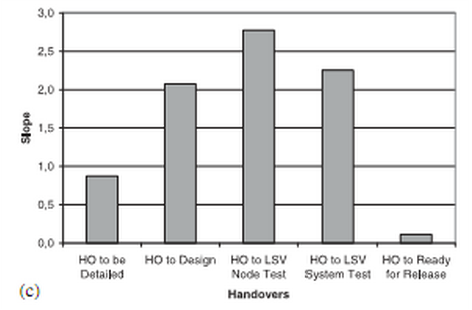 3,0
2,5
2,0
1,5
1,0
0,5
0,0
Slope
HO to be Detailed
HO to Design
HO to LSV Node Test
HO to LSV System Test
HO to Ready for Release
Handovers
(c)